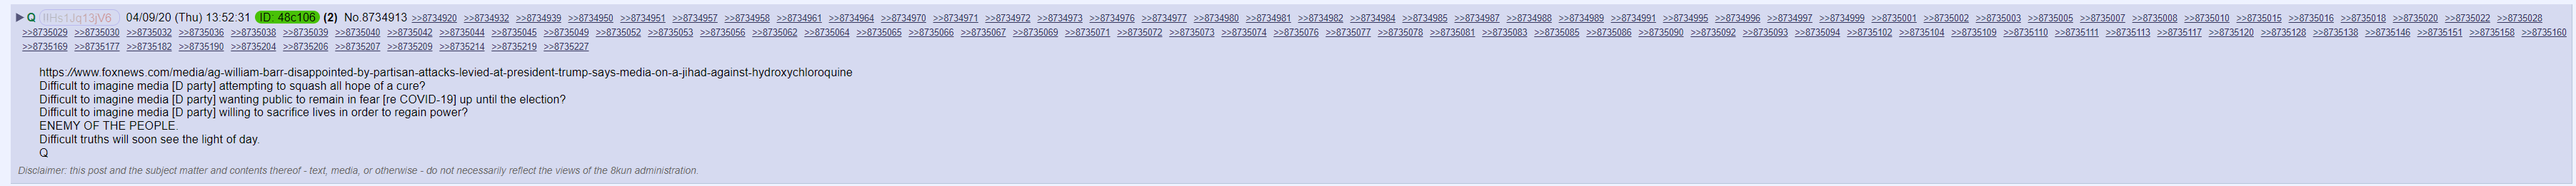 ▶ Q !!Hs1Jq13jV6 04/09/20 (Thu) 13:52:31 ID: 48c106 (2) No.8734913 >>8734920 >>8734932 >>8734939 >>8734950 >>8734951 >>8734957 >>8734958 >>8734961 >>8734964 >>8734970 >>8734971 >>8734972 >>8734973 >>8734976 >>8734977 >>8734980 >>8734981 >>8734982 >>8734984 >>8734985 >>8734987 >>8734988 >>8734989 >>8734991 >>8734995 >>8734996 >>8734997 >>8734999 >>8735001 >>8735002 >>8735003 >>8735005 >>8735007 >>8735008 >>8735010 >>8735015 >>8735016 >>8735018 >>8735020 >>8735022 >>8735028
>>8735029 >>8735030 >>8735032 >>8735036 >>8735038 >>8735039 >>8735040 >>8735042 >>8735044 >>8735045 >>8735049 >>8735052 >>8735053 >>8735056 >>8735062 >>8735064 >>8735065 >>8735066 >>8735067 >>8735069 >>8735071 >>8735072 >>8735073 >>8735074 >>8735076 >>8735077 >>8735078 >>8735081 >>8735083 >>8735085 >>8735086 >>8735090 >>8735092 >>8735093 >>8735094 >>8735102 >>8735104 >>8735109 >>8735110 >>8735111 >>8735113 >>8735117 >>8735120 >>8735128 >>8735138 >>8735146 >>8735151 >>8735158 >>8735160
>>8735169 >>8735177 >>8735182 >>8735190 >>8735204 >>8735206 >>8735207 >>8735209 >>8735214 >>8735219 >>8735227
https://www.foxnews.com/media/ag-william-barr-disappointed-by-partisan-attacks-levied-at-president-trump-says-media-on-a-jihad-against-hydroxychloroquine
Difficult to imagine media [D party] attempting to squash all hope of a cure?
Difficult to imagine media [D party] wanting public to remain in fear [re COVID-19] up until the election?
Difficult to imagine media [D party] willing to sacrifice lives in order to regain power?
ENEMY OF THE PEOPLE.
Difficult truths will soon see the light of day.
Q
Disclaimer: this post and the subject matter and contents thereof - text, media, or otherwise - do not necessarily reflect the views of the 8kun administration.